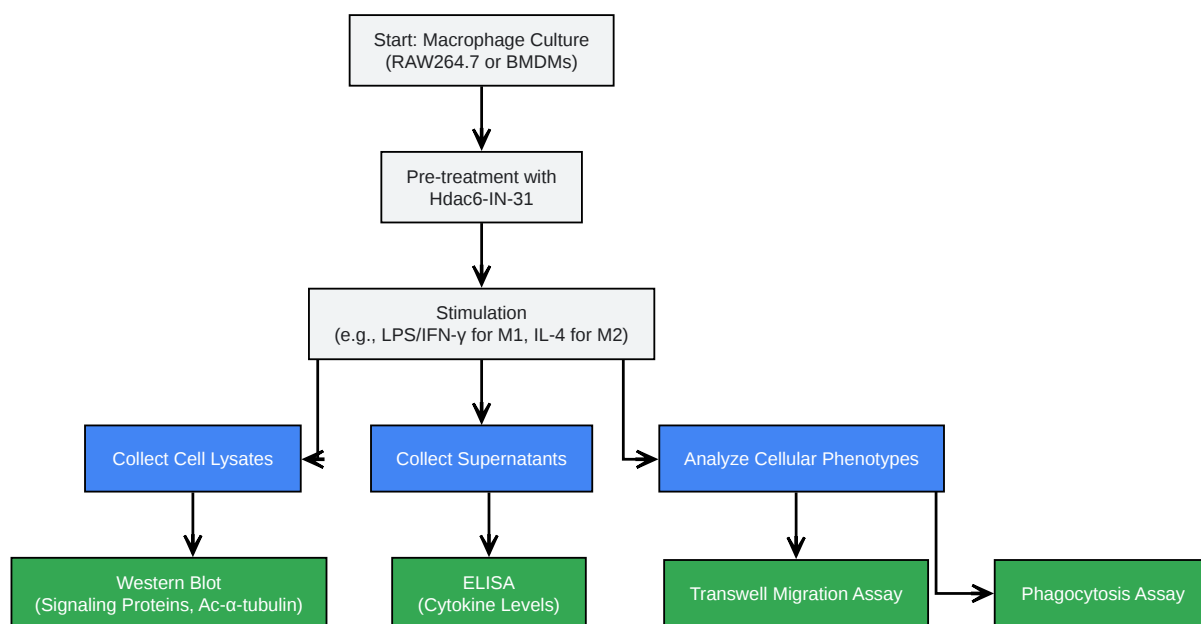 Start: Macrophage Culture
(RAW264.7 or BMDMs)
Pre-treatment with
Hdac6-IN-31
Stimulation
(e.g., LPS/IFN-γ for M1, IL-4 for M2)
Collect Cell Lysates
Collect Supernatants
Analyze Cellular Phenotypes
Western Blot
(Signaling Proteins, Ac-α-tubulin)
ELISA
(Cytokine Levels)
Transwell Migration Assay
Phagocytosis Assay